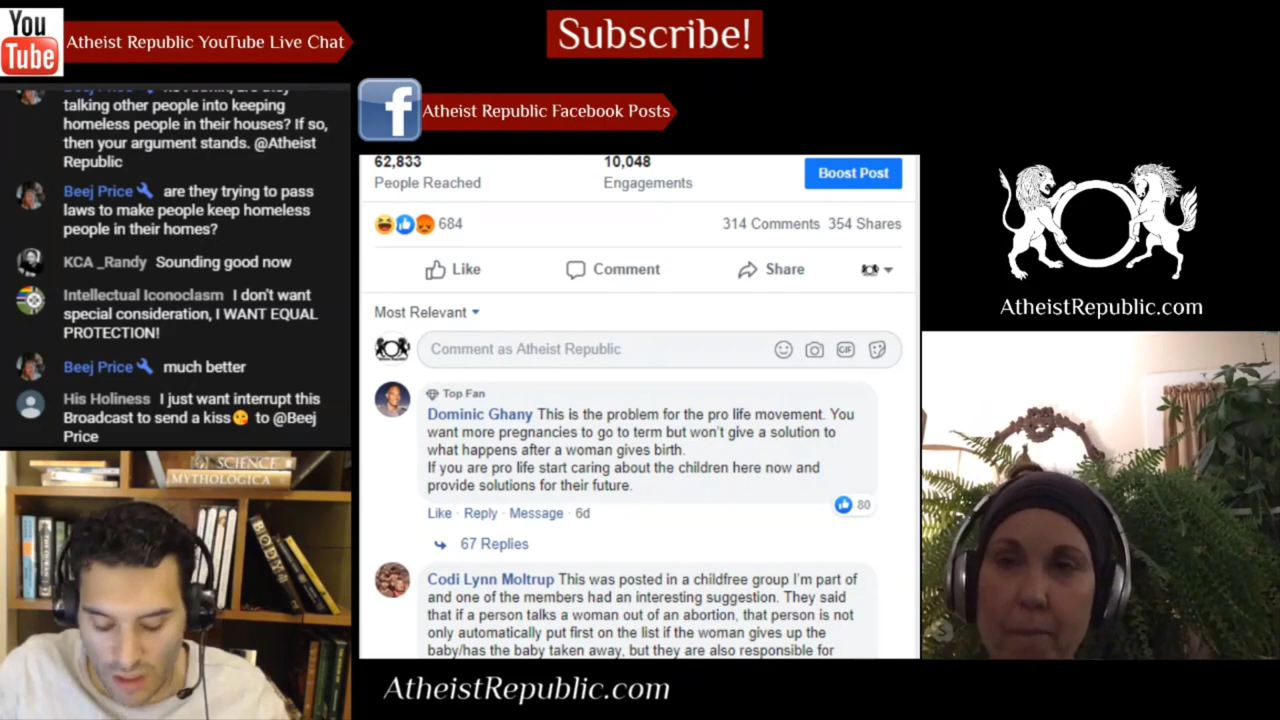 You
Tube
Atheist Republic YouTube Live Chat
Subscribe!
Atheist Republic Facebook Posts
talking other people into keeping
homeless people in their houses? If so,
then your argument stands. @Atheist
Republic
Beej Price are they trying to pass
laws to make people keep homeless
people in their homes?
KCA _Randy Sounding good now
Intellectual Iconoclasm I don't want
special consideration, I WANT EQUAL
PROTECTION!
Beej Price much better
His Holiness I just want interrupt this
Broadcast to send a kiss😘 to @Beej
Price
62,833
People Reached
10,048
Engagements
Boost Post
684
314 Comments 354 Shares
Like
Comment
Share
Most Relevant
Comment as Atheist Republic
GIF
Top Fan
Dominic Ghany This is the problem for the pro life movement. You
want more pregnancies to go to term but won't give a solution to
what happens after a woman gives birth.
If you are pro life start caring about the children here now and
provide solutions for their future.
80
Like · Reply · Message · 6d
67 Replies
Codi Lynn Moltrup This was posted in a childfree group I'm part of
and one of the members had an interesting suggestion. They said
that if a person talks a woman out of an abortion, that person is not
only automatically put first on the list if the woman gives up the
baby/has the baby taken away, but they are also responsible for
AtheistRepublic.com
SCIENCE
MYTHOLOGICA
BODY
AtheistRepublic.com